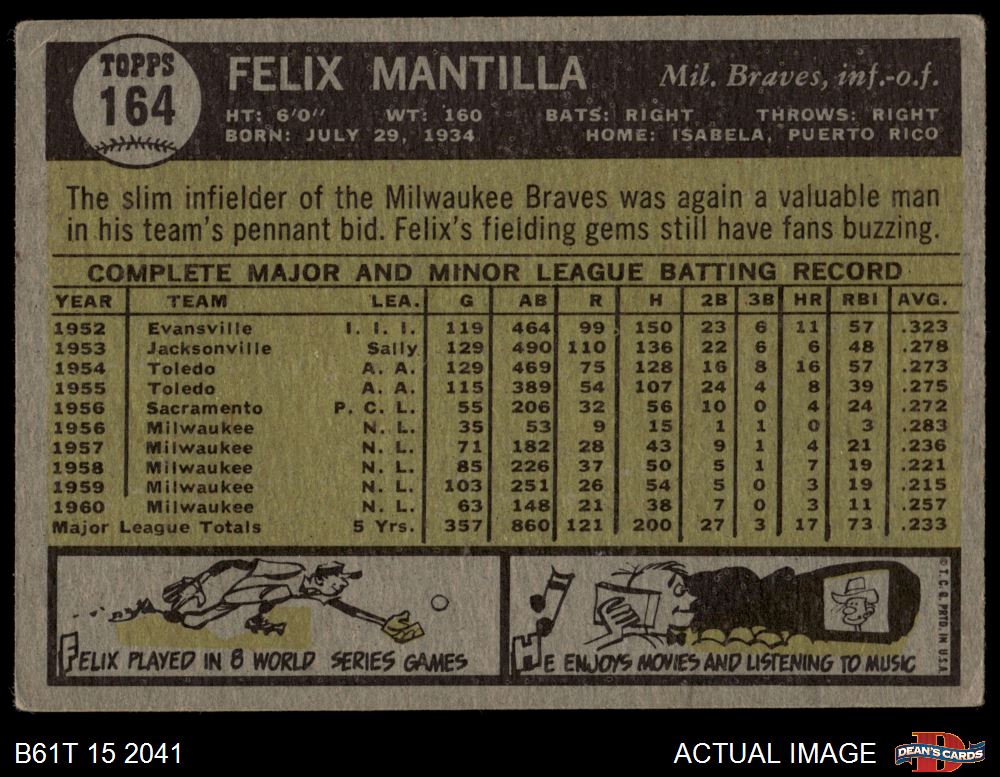 TOPPS
164
FELIX MANTILLA Mil. Braves, inf.-o.f.
HT: 6'0" WT: 160 BATS: RIGHT THROWS: RIGHT
BORN: JULY 29, 1934 HOME: ISABELA, PUERTO RICO
The slim infielder of the Milwaukee Braves was again a valuable man
in his team's pennant bid. Felix's fielding gems still have fans buzzing.
COMPLETE MAJOR AND MINOR LEAGUE BATTING RECORD
YEAR TEAM LEA. G AB R H 2B 3B HR RBI AVG.
1952 Evansville I. I. I. 119 464 99 150 23 6 11 57 .323
1953 Jacksonville Sally 129 490 110 136 22 6 6 48 .278
1954 Toledo A. A. 129 469 75 128 16 8 16 57 .273
1955 Toledo A. A. 115 389 54 107 24 4 8 39 .275
1956 Sacramento P. C. L. 55 206 32 56 10 0 4 24 .272
1956 Milwaukee N. L. 35 53 9 15 1 1 0 3 .283
1957 Milwaukee N. L. 71 182 28 43 9 1 4 21 .236
1958 Milwaukee N. L. 85 226 37 50 5 1 7 19 .221
1959 Milwaukee N. L. 103 251 26 54 5 0 3 19 .215
1960 Milwaukee N. L. 63 148 21 38 7 0 3 11 .257
Major League Totals 5 Yrs. 357 860 121 200 27 3 17 73 .233
FELIX PLAYED IN 8 WORLD SERIES GAMES
HE ENJOYS MOVIES AND LISTENING TO MUSIC
© T. C. G. PRTD. IN U.S.A.
B61T 15 2041
ACTUAL IMAGE
DEAN'S CARDS